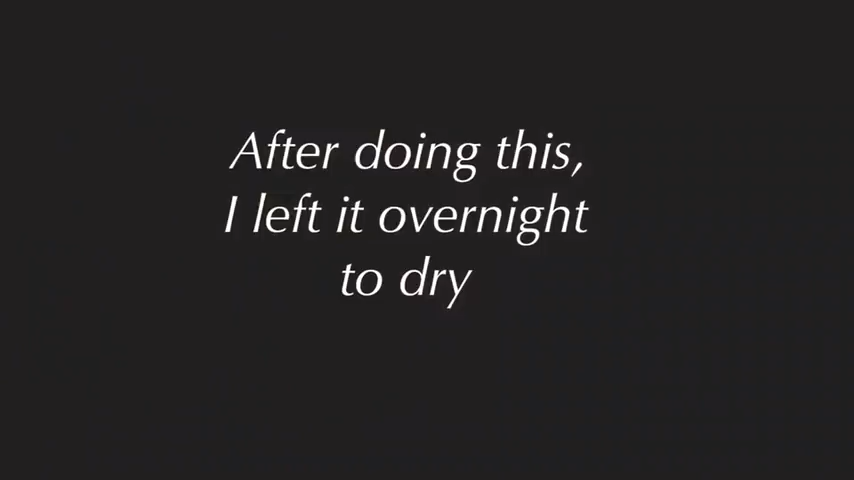 After doing this,
I left it overnight
to dry